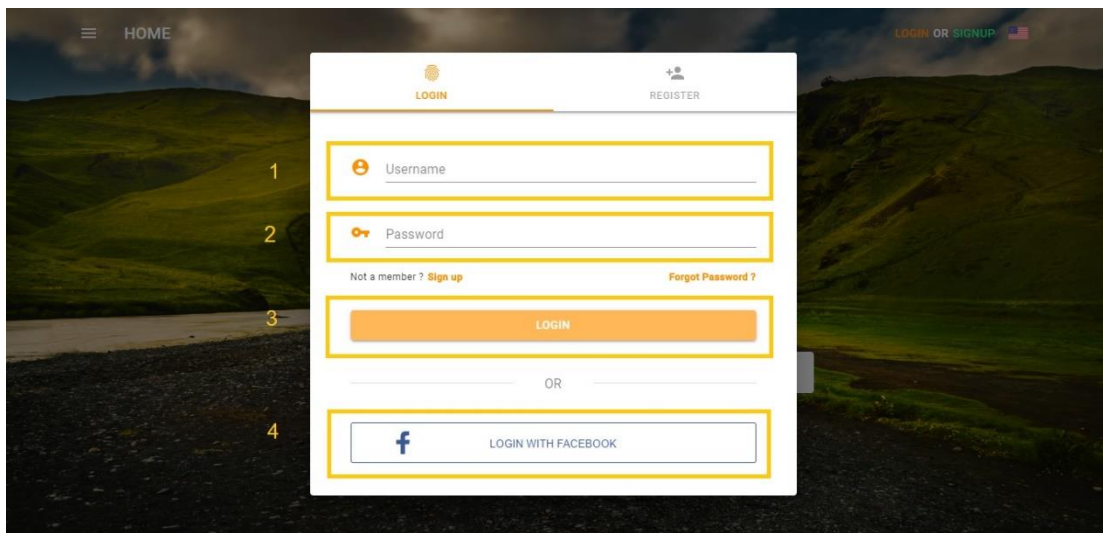 HOME
LOGIN OR SIGNUP
LOGIN
REGISTER
1
Username
2
Password
Not a member ? Sign up
Forgot Password ?
3
LOGIN
OR
4
LOGIN WITH FACEBOOK